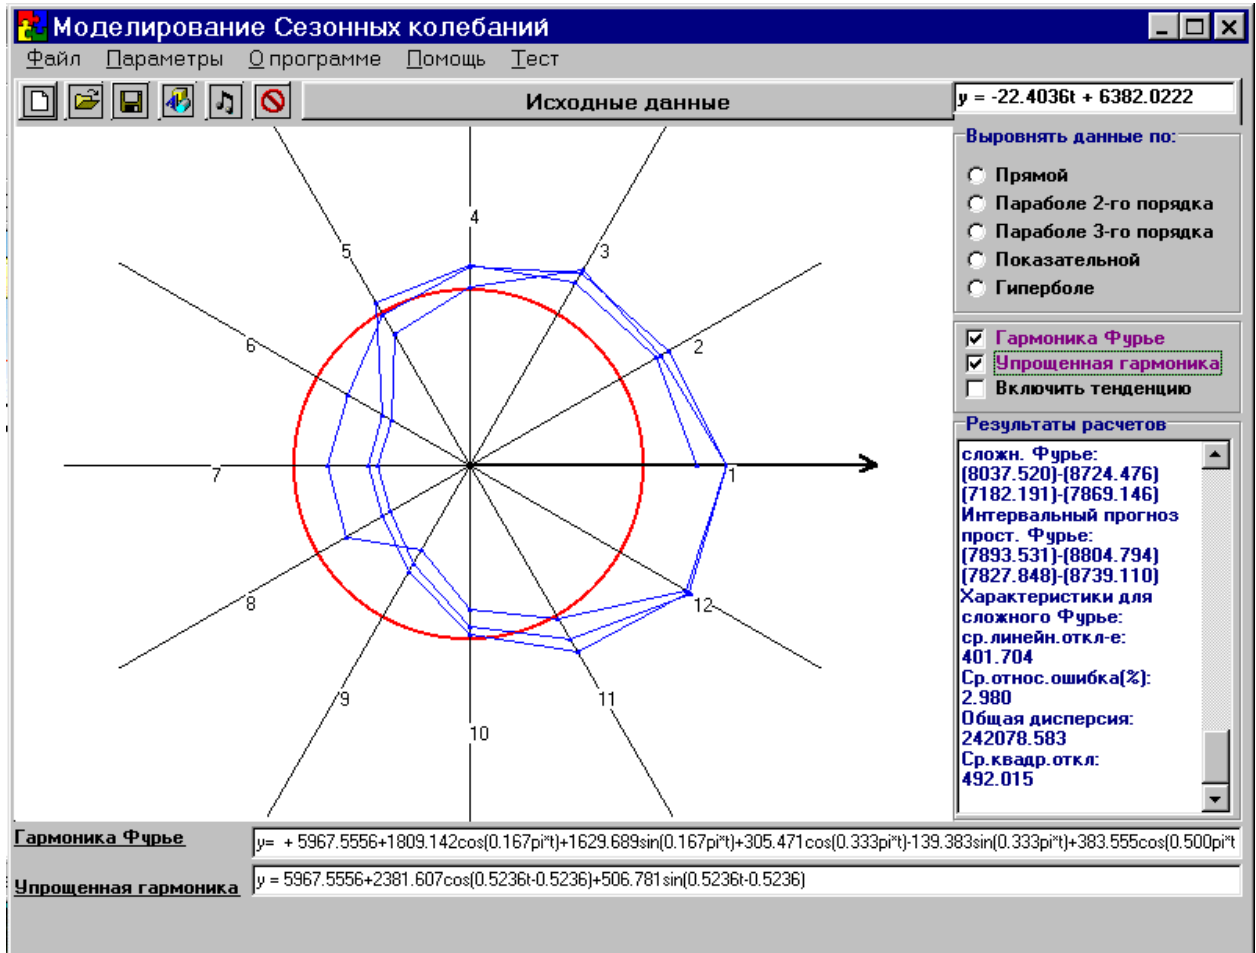 Моделирование Сезонных колебаний
Файл Параметры О программе Помощь Тест
Исходные данные
y = -22.4036t + 6382.0222
Выровнять данные по:
Прямой
Параболе 2-го порядка
Параболе 3-го порядка
Показательной
Гиперболе
Гармоника Фурье
Упрощенная гармоника
Включить тенденцию
Результаты расчетов
сложн. Фурье:
(8037.520)-(8724.476)
(7182.191)-(7869.146)
Интервальный прогноз
прост. Фурье:
(7893.531)-(8804.794)
(7827.848)-(8739.110)
Характеристики для
сложного Фурье:
ср.линейн.откл-е:
401.704
Ср.относ.ошибка(%):
2.980
Общая дисперсия:
242078.583
Ср.квадр.откл:
492.015
4
5
3
6
2
7
1
8
12
9
11
10
Гармоника Фурье
y= + 5967.5556+1809.142cos(0.167pi*t)+1629.689sin(0.167pi*t)+305.471cos(0.333pi*t)-139.383sin(0.333pi*t)+383.555cos(0.500pi*t
Упрощенная гармоника
y = 5967.5556+2381.607cos(0.5236t-0.5236)+506.781sin(0.5236t-0.5236)